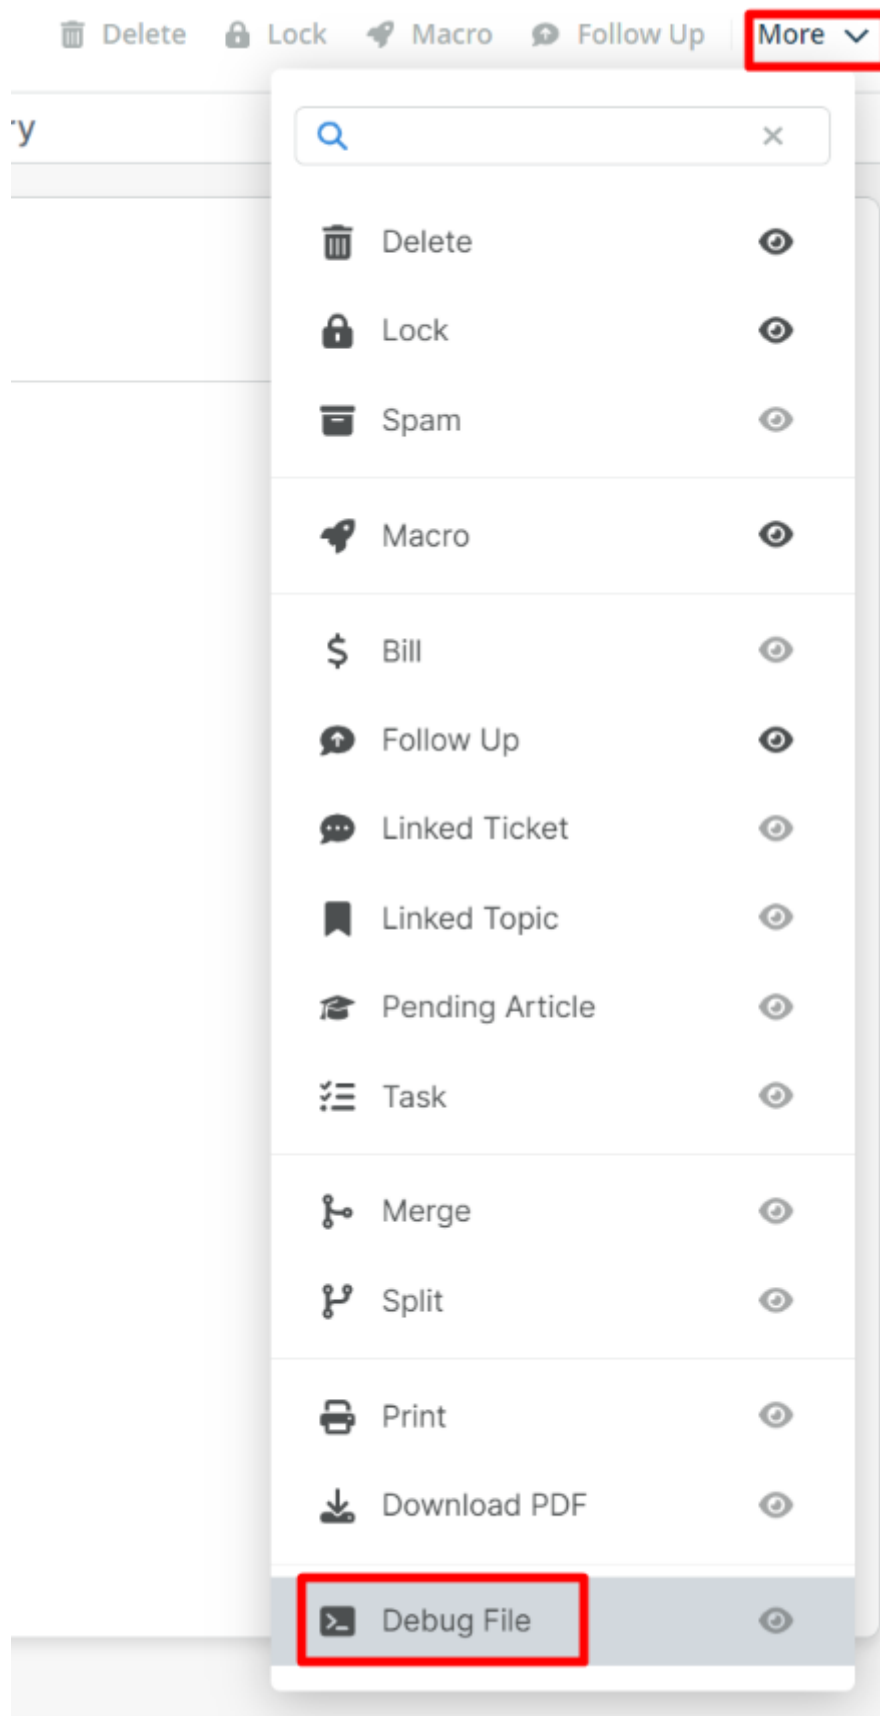 Delete Lock Macro Follow Up More
ry
Delete
Lock
Spam
Macro
$ Bill
Follow Up
Linked Ticket
Linked Topic
Pending Article
Task
Merge
Split
Print
Download PDF
Debug File